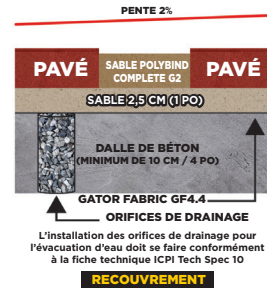 PENTE 2%
PAVÉ
SABLE POLYBIND
COMPLETE G2
PAVÉ
SABLE 2,5 CM (1 PO)
DALLE DE BÉTON
(MINIMUM DE 10 CM / 4 PO)
GATOR FABRIC GF4.4
ORIFICES DE DRAINAGE
L'installation des orifices de drainage pour
l'évacuation d'eau doit se faire conformément
à la fiche technique ICPI Tech Spec 10
RECOUVREMENT